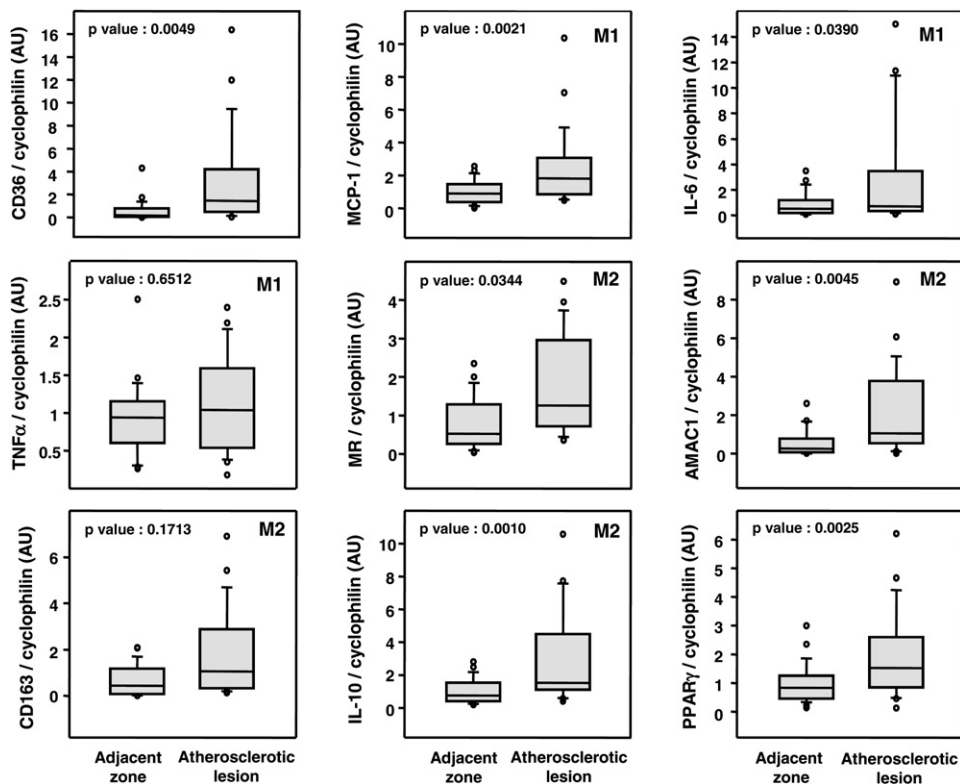 p value : 0.0049
CD36 / cyclophilin (AU)
16
14
12
10
8
6
4
2
0
p value : 0.0021
M1
MCP-1 / cyclophilin (AU)
10
8
6
4
2
0
p value : 0.0390
M1
IL-6 / cyclophilin (AU)
14
12
10
8
6
4
2
0
p value : 0.6512
M1
TNFα / cyclophilin (AU)
2.5
2
1.5
1
0.5
p value: 0.0344
M2
MR / cyclophilin (AU)
4
3
2
1
0
p value : 0.0045
M2
AMAC1 / cyclophilin (AU)
8
6
4
2
0
p value : 0.1713
M2
CD163 / cyclophilin (AU)
6
4
2
0
Adjacent
zone
Atherosclerotic
lesion
p value : 0.0010
M2
IL-10 / cyclophilin (AU)
10
8
6
4
2
0
Adjacent
zone
Atherosclerotic
lesion
p value : 0.0025
PPARγ / cyclophilin (AU)
6
5
4
3
2
1
0
Adjacent
zone
Atherosclerotic
lesion